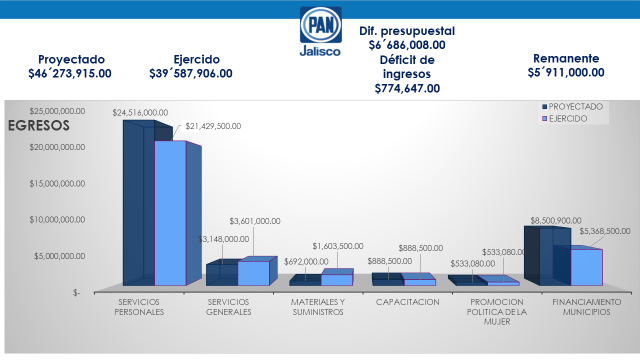 PAN
Jalisco
Proyectado
$46´273,915.00
Ejercido
$39´587,906.00
Dif. presupuestal
$6´686,008.00
Déficit de
ingresos
$774,647.00
Remanente
$5´911,000.00
EGRESOS
PROYECTADO
EJERCIDO
$25,000,000.00
$20,000,000.00
$15,000,000.00
$10,000,000.00
$5,000,000.00
$-
$24,516,000.00
$21,429,500.00
$3,148,000.00
$3,601,000.00
$692,000.00
$1,603,500.00
$888,500.00
$888,500.00
$533,080.00
$533,080.00
$8,500,900.00
$5,368,500.00
SERVICIOS
PERSONALES
SERVICIOS
GENERALES
MATERIALES Y
SUMINISTROS
CAPACITACION
PROMOCION
POLITICA DE LA
MUJER
FINANCIAMIENTO
MUNICIPIOS